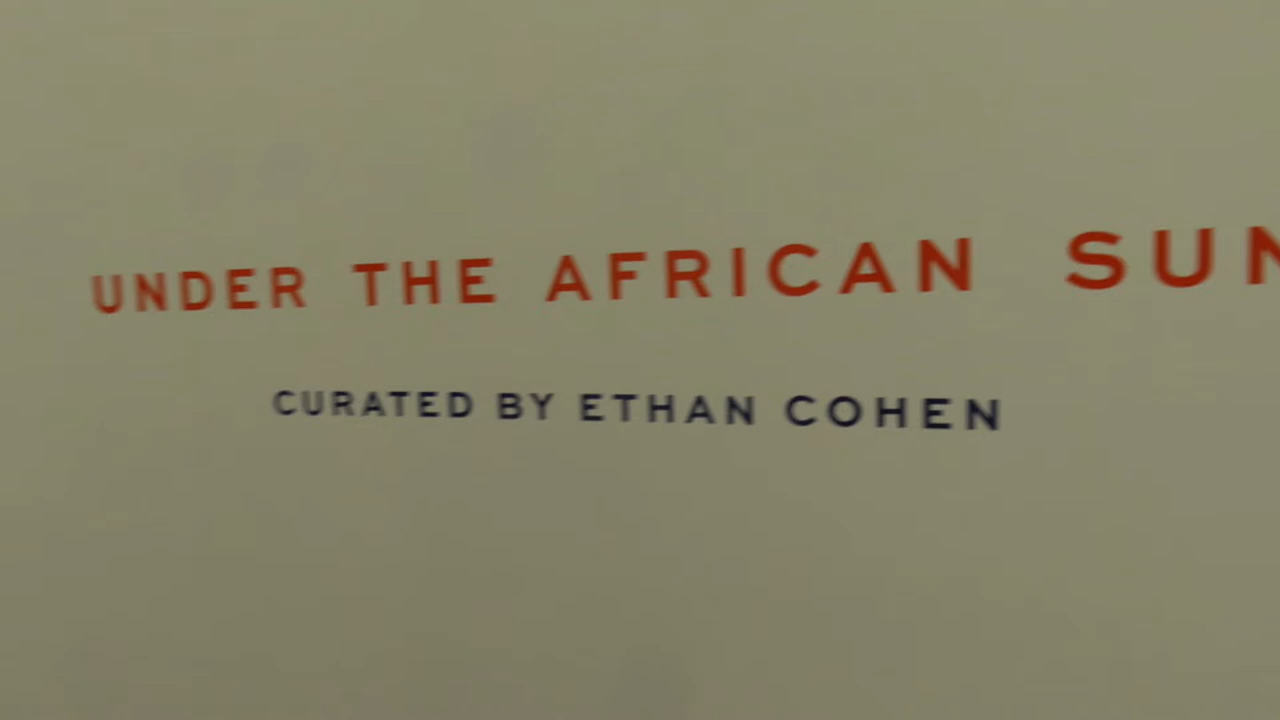 UNDER THE AFRICAN SUN
CURATED BY ETHAN COHEN